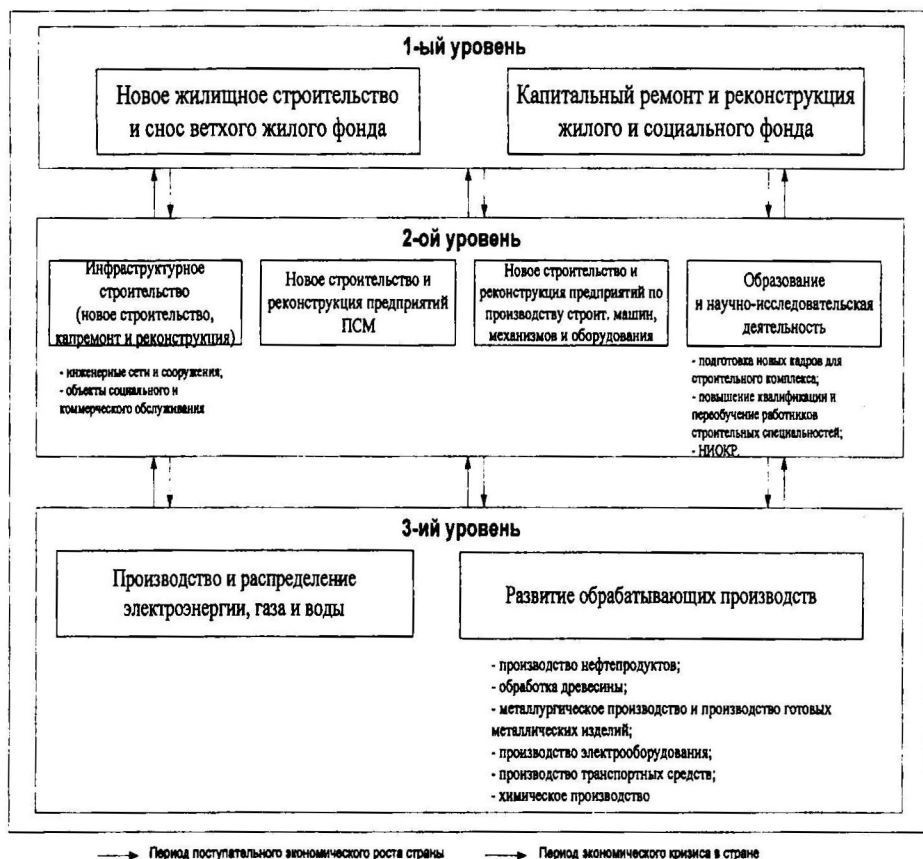 1-ый уровень
Новое жилищное строительство
и снос ветхого жилого фонда
Капитальный ремонт и реконструкция
жилого и социального фонда
2-ой уровень
Инфраструктурное
строительство
(новое строительство,
капремонт и реконструкция)
- инженерные сети и сооружения;
- объекты социального и
коммерческого обслуживания
Новое строительство и
реконструкция предприятий
ПСМ
Новое строительство и
реконструкция предприятий по
производству строит. машин,
механизмов и оборудования
Образование
и научно-исследовательская
деятельность
- подготовка новых кадров для
строительного комплекса;
- повышение квалификации и
переобучение работников
строительных специальностей;
- НИОКР.
3-ий уровень
Производство и распределение
электроэнергии, газа и воды
Развитие обрабатывающих производств
- производство нефтепродуктов;
- обработка древесины;
- металлургическое производство и производство готовых
металлических изделий;
- производство электрооборудования;
- производство транспортных средств;
- химическое производство
Период поступательного экономического роста страны
Период экономического кризиса в стране